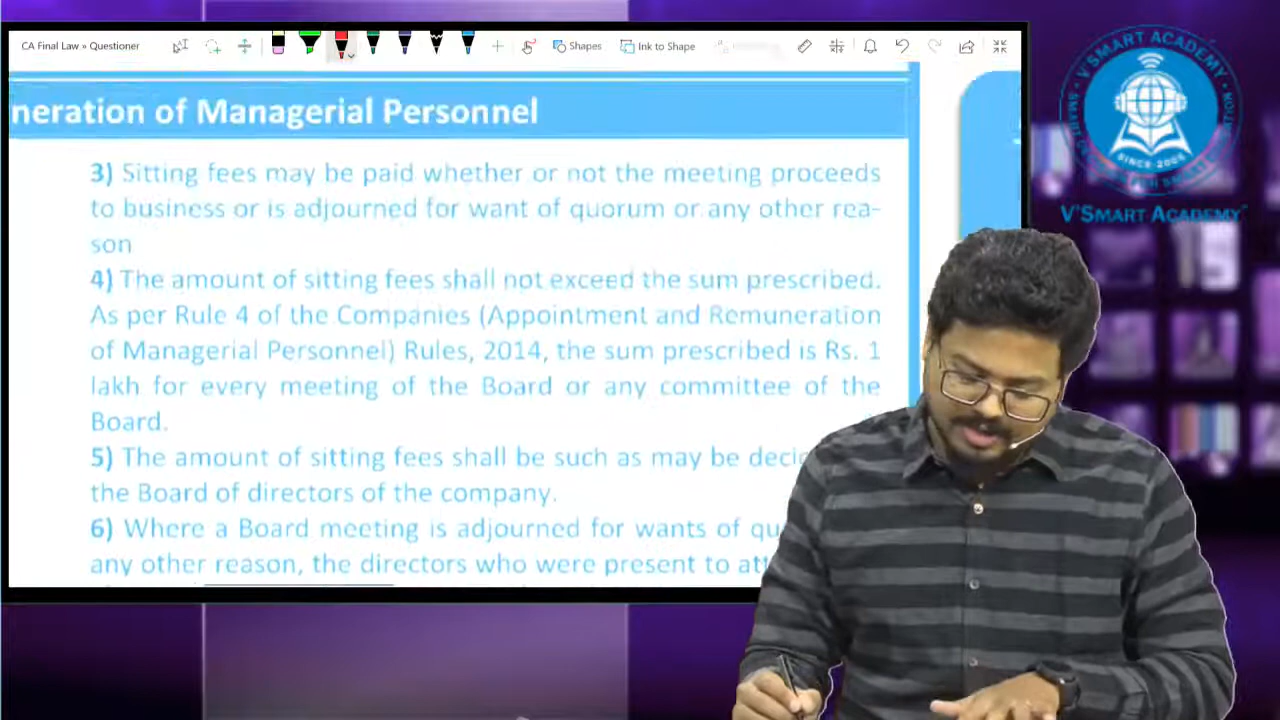 CA Final Law » Questioner
Shapes
Ink to Shape
neration of Managerial Personnel
3) Sitting fees may be paid whether or not the meeting proceeds
to business or is adjourned for want of quorum or any other rea-
son
4) The amount of sitting fees shall not exceed the sum prescribed.
As per Rule 4 of the Companies (Appointment and Remuneration
of Managerial Personnel) Rules, 2014, the sum prescribed is Rs. 1
lakh for every meeting of the Board or any committee of the
Board.
5) The amount of sitting fees shall be such as may be deci
the Board of directors of the company.
6) Where a Board meeting is adjourned for wants of qu
any other reason, the directors who were present to att
V'SMART ACADEMY
SINCE-2006
V'SMART ACADEMY